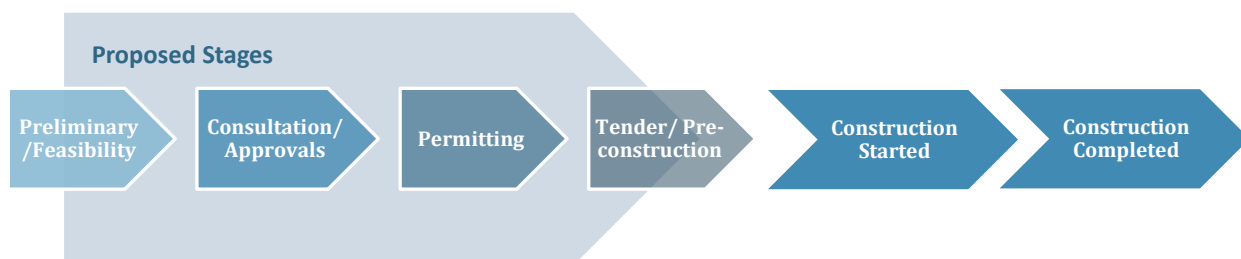 Proposed Stages
Preliminary
/Feasibility
Consultation/
Approvals
Permitting
Tender/ Pre-
construction
Construction
Started
Construction
Completed